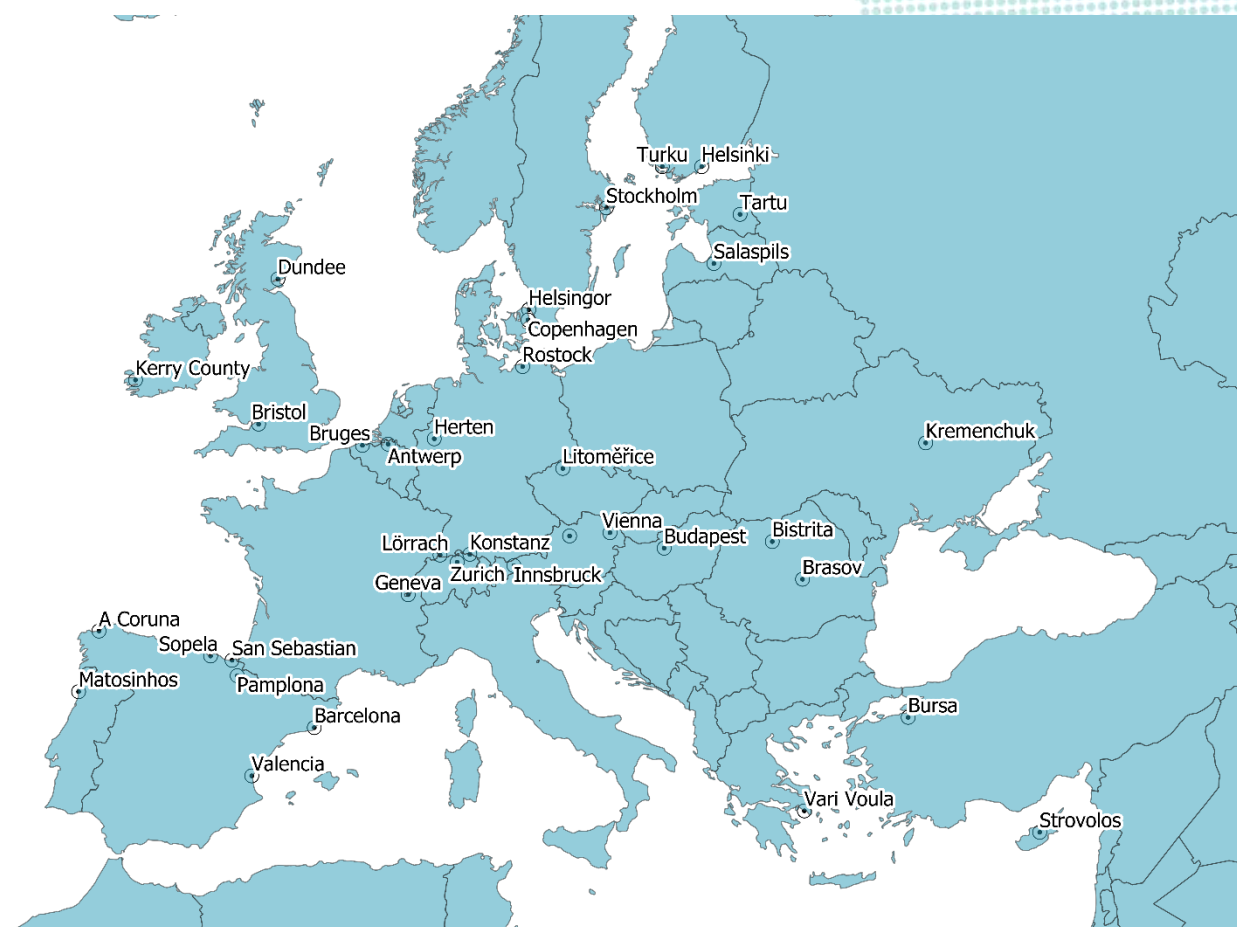 Turku
Helsinki
Stockholm
Tartu
Salaspils
Dundee
Helsingor
Copenhagen
Rostock
Kerry County
Bristol
Bruges
Herten
Antwerp
Kremenchuk
Litoměřice
Vienna
Budapest
Bistrita
Lörrach
Konstanz
Zurich
Innsbruck
Geneva
Brasov
A Coruna
Sopela
San Sebastian
Matosinhos
Pamplona
Barcelona
Bursa
Valencia
Vari Voula
Strovolos